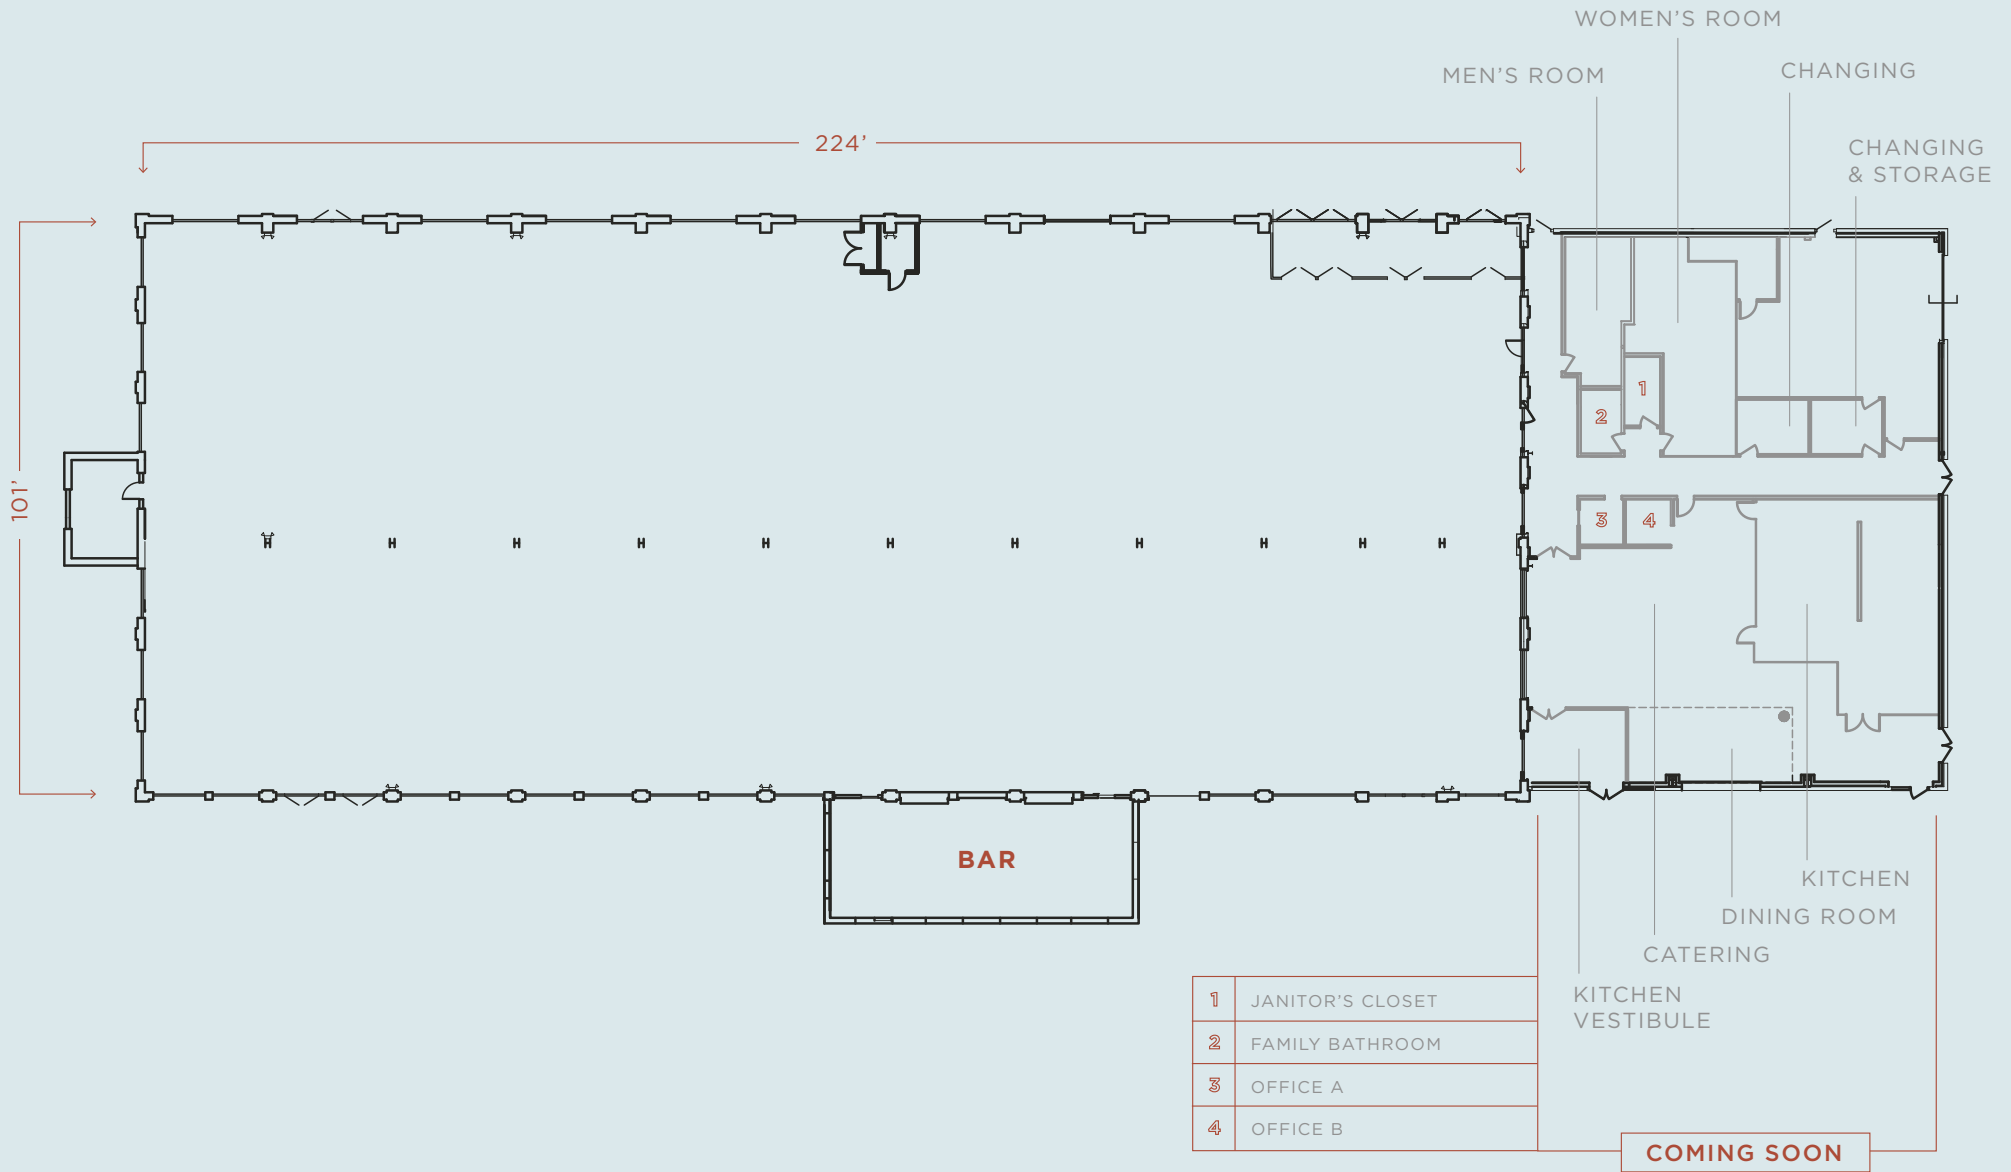 WOMEN'S ROOM
MEN'S ROOM
CHANGING
CHANGING
& STORAGE
224'
101'
1
2
3
4
BAR
KITCHEN
DINING ROOM
CATERING
KITCHEN
VESTIBULE
1 JANITOR'S CLOSET
2 FAMILY BATHROOM
3 OFFICE A
4 OFFICE B
COMING SOON